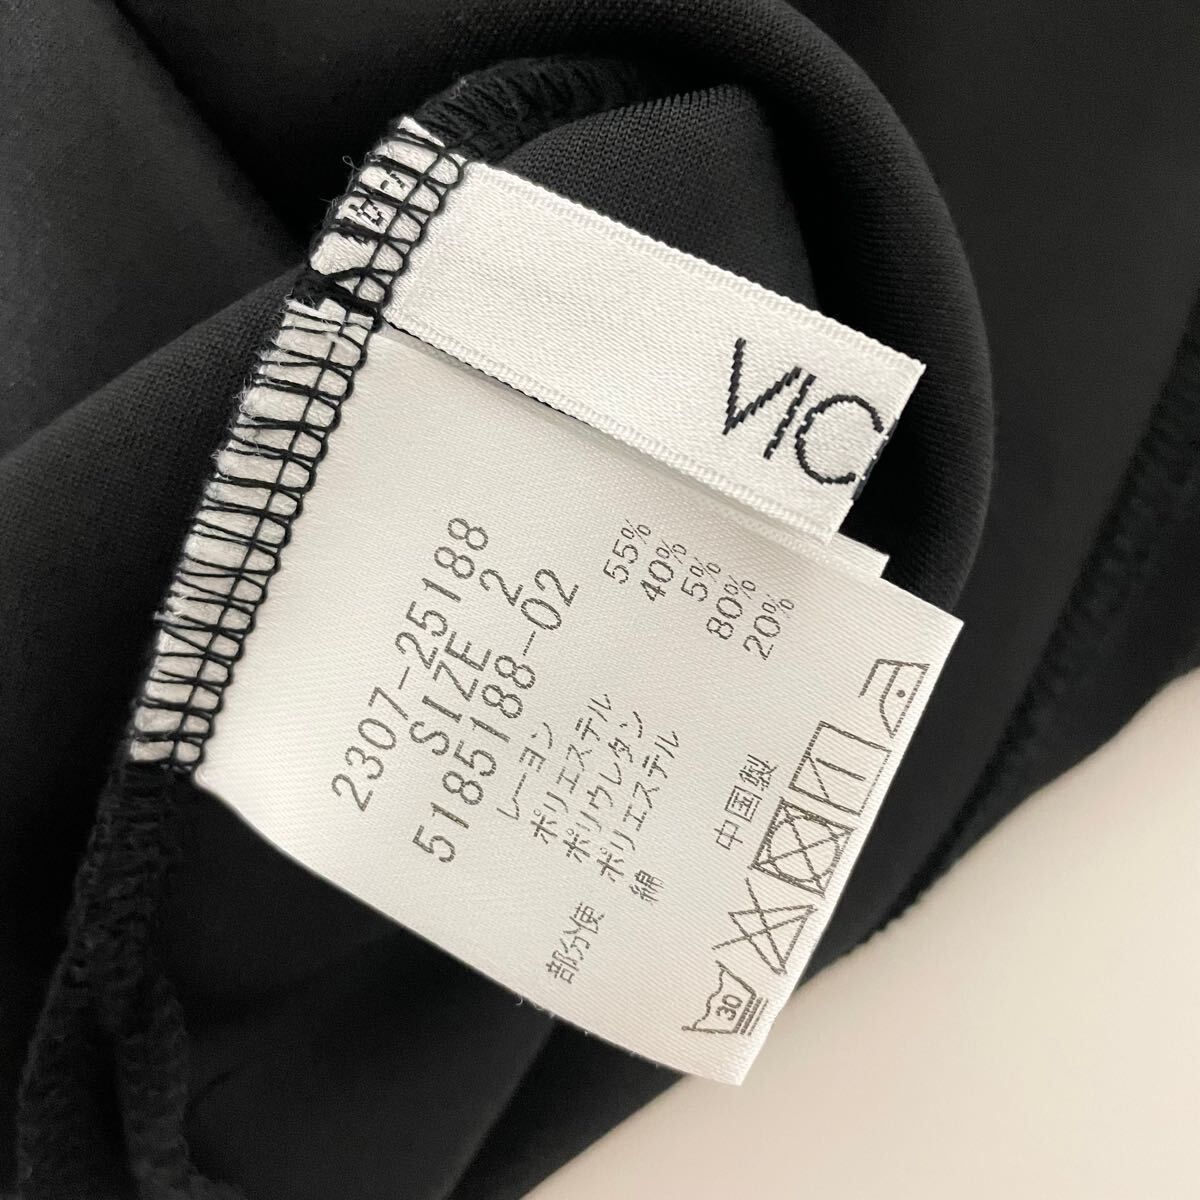 VIC
2307-25188
SIZE 2
5185188-02
レーヨン 55%
ポリエステル 40%
ポリウレタン 5%
部分使 ポリエステル 80%
綿 20%
中国製
30